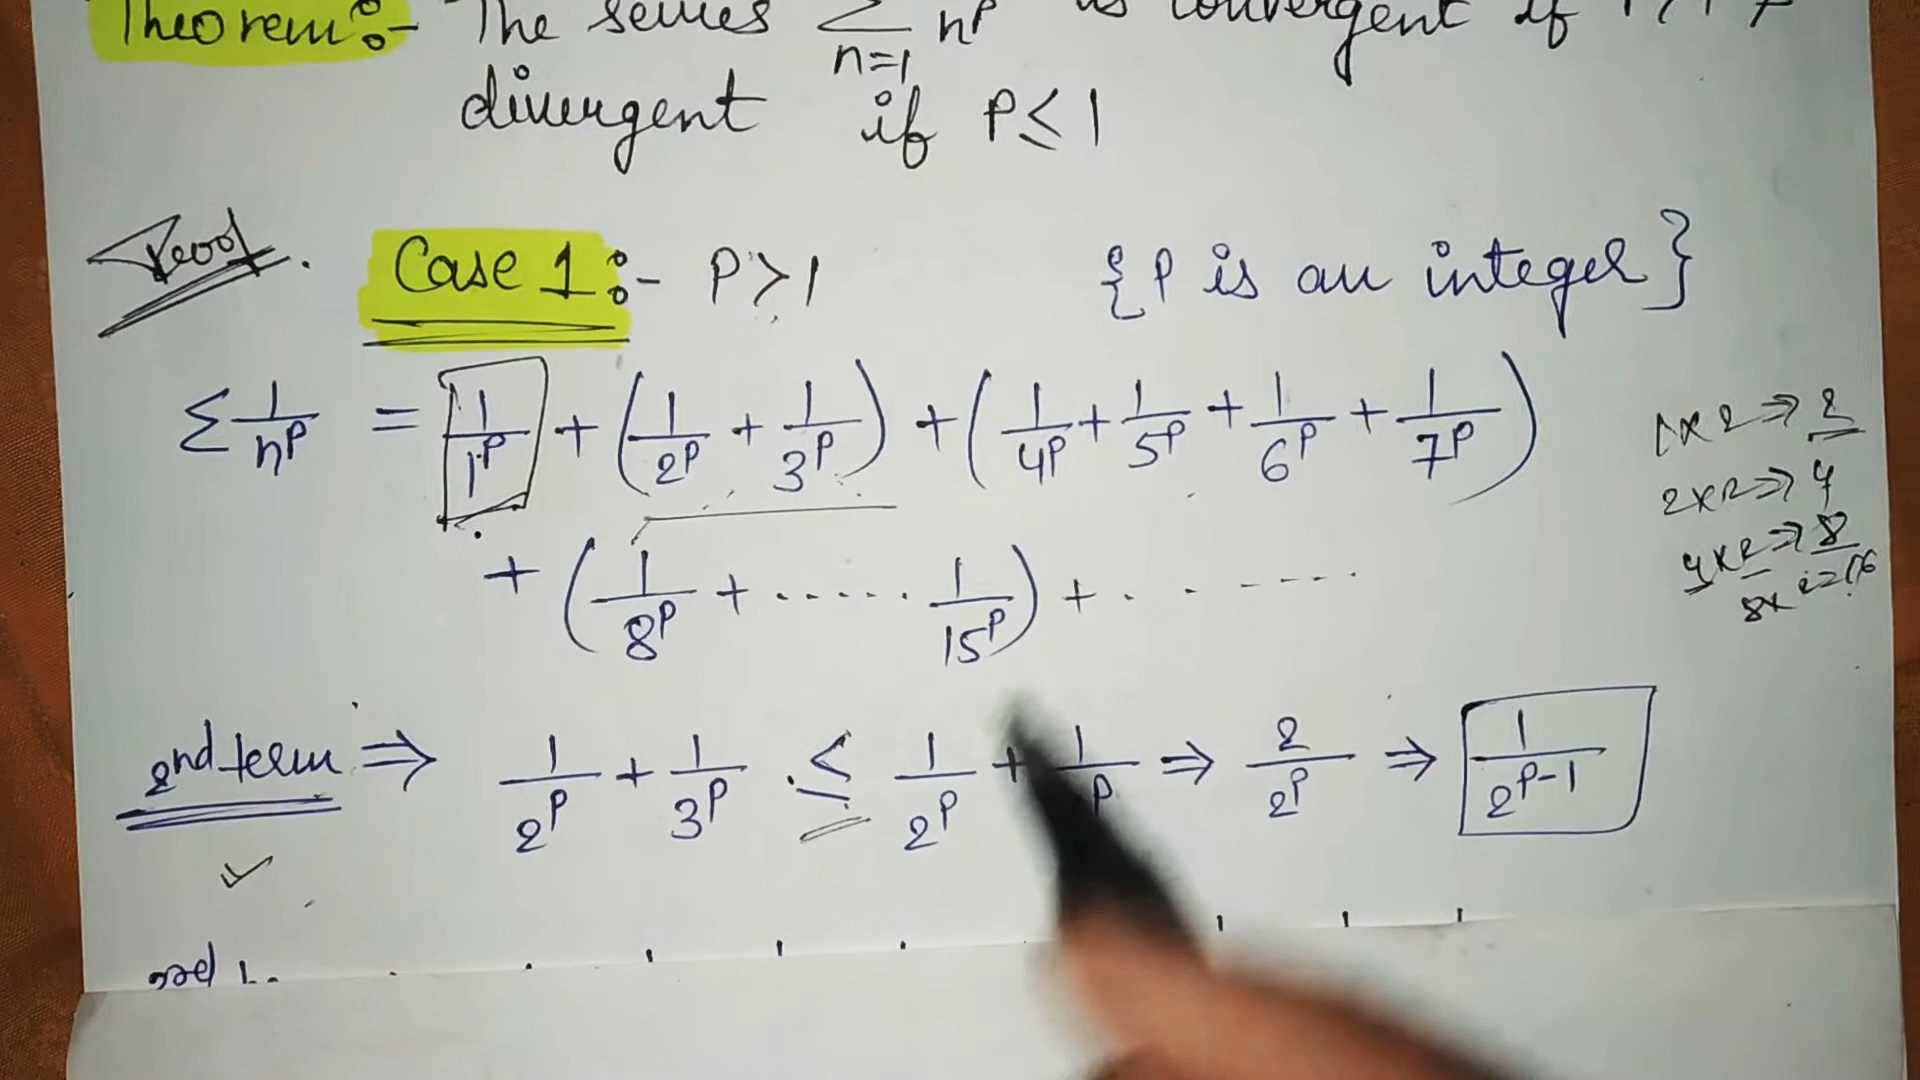 Theorem :- The series ∑ n=1 n^p is convergent if
divergent if P ≤ 1
Proof. Case 1 :- P > 1 {P is an integer}
∑ 1/n^p = 1/1^p + (1/2^p + 1/3^p) + (1/4^p + 1/5^p + 1/6^p + 1/7^p)
+ (1/8^p + ..... 1/15^p) + . . - - - - .
1×2 ⇒ 2
2×2 ⇒ 4
4×2 ⇒ 8
8×2=16
2nd term ⇒ 1/2^p + 1/3^p ≤ 1/2^p + 1/ ^p ⇒ 2/2^p ⇒ 1/2^(p-1)